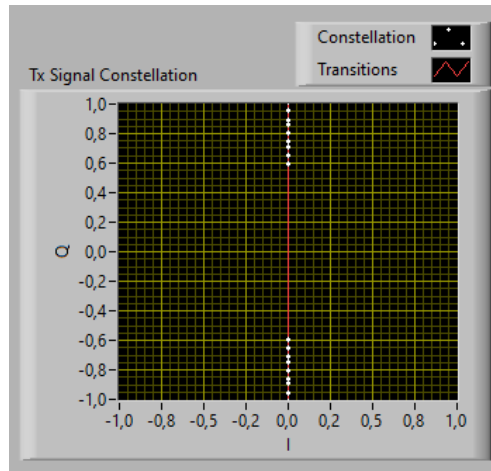 Constellation
Tx Signal Constellation
Transitions
1,0
0,8
0,6
0,4
0,2
Q
0,0
-0,2
-0,4
-0,6
-0,8
-1,0
-1,0 -0,8 -0,5 -0,2 0,0 0,2 0,5 0,8 1,0
I